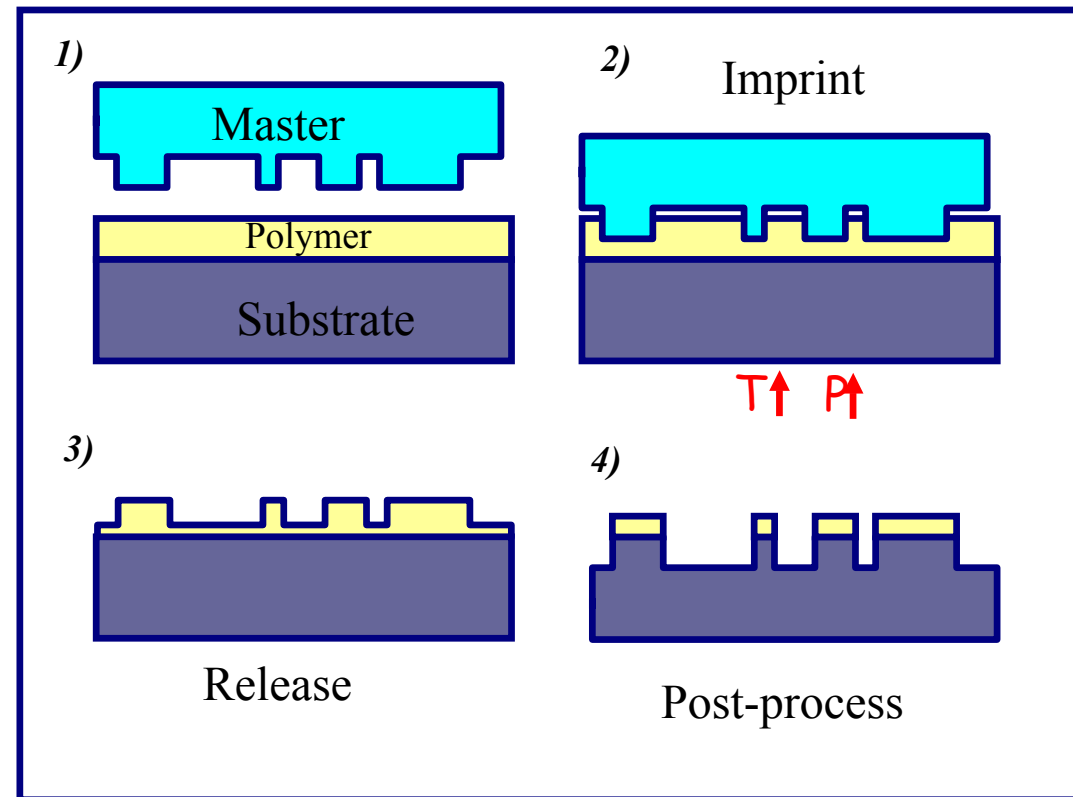 1)
Master
Polymer
Substrate
2)
Imprint
T↑ P↑
3)
Release
4)
Post-process